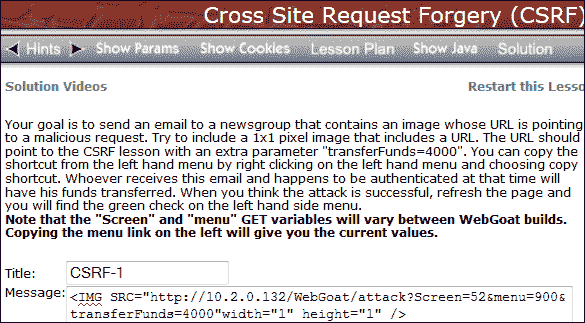 Cross Site Request Forgery (CSRF)
Hints Show Params Show Cookies Lesson Plan Show Java Solution
Solution Videos Restart this Lesso
Your goal is to send an email to a newsgroup that contains an image whose URL is pointing
to a malicious request. Try to include a 1x1 pixel image that includes a URL. The URL should
point to the CSRF lesson with an extra parameter "transferFunds=4000". You can copy the
shortcut from the left hand menu by right clicking on the left hand menu and choosing copy
shortcut. Whoever receives this email and happens to be authenticated at that time will
have his funds transferred. When you think the attack is successful, refresh the page and
you will find the green check on the left hand side menu.
Note that the "Screen" and "menu" GET variables will vary between WebGoat builds.
Copying the menu link on the left will give you the current values.
Title: CSRF-1
Message: <IMG SRC="http://10.2.0.132/WebGoat/attack?Screen=52&menu=900&
transferFunds=4000"width="1" height="1" />